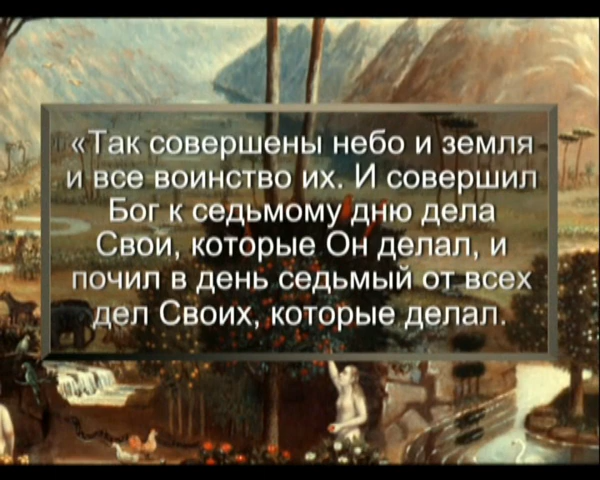 «Так совершены небо и земля
и все воинство их. И совершил
Бог к седьмому дню дела
Свои, которые Он делал, и
почил в день седьмый от всех
дел Своих, которые делал.